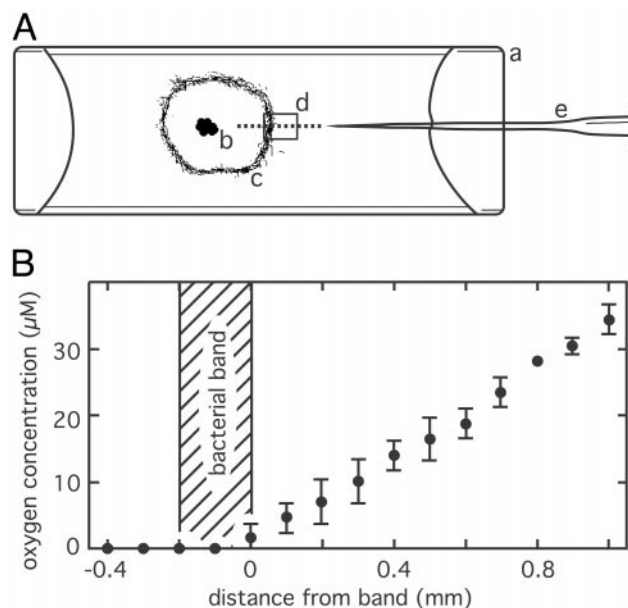 A
a
d
e
b
c
B
oxygen concentration (µM)
30
20
10
0
bacterial band
-0.4
0
0.4
0.8
distance from band (mm)